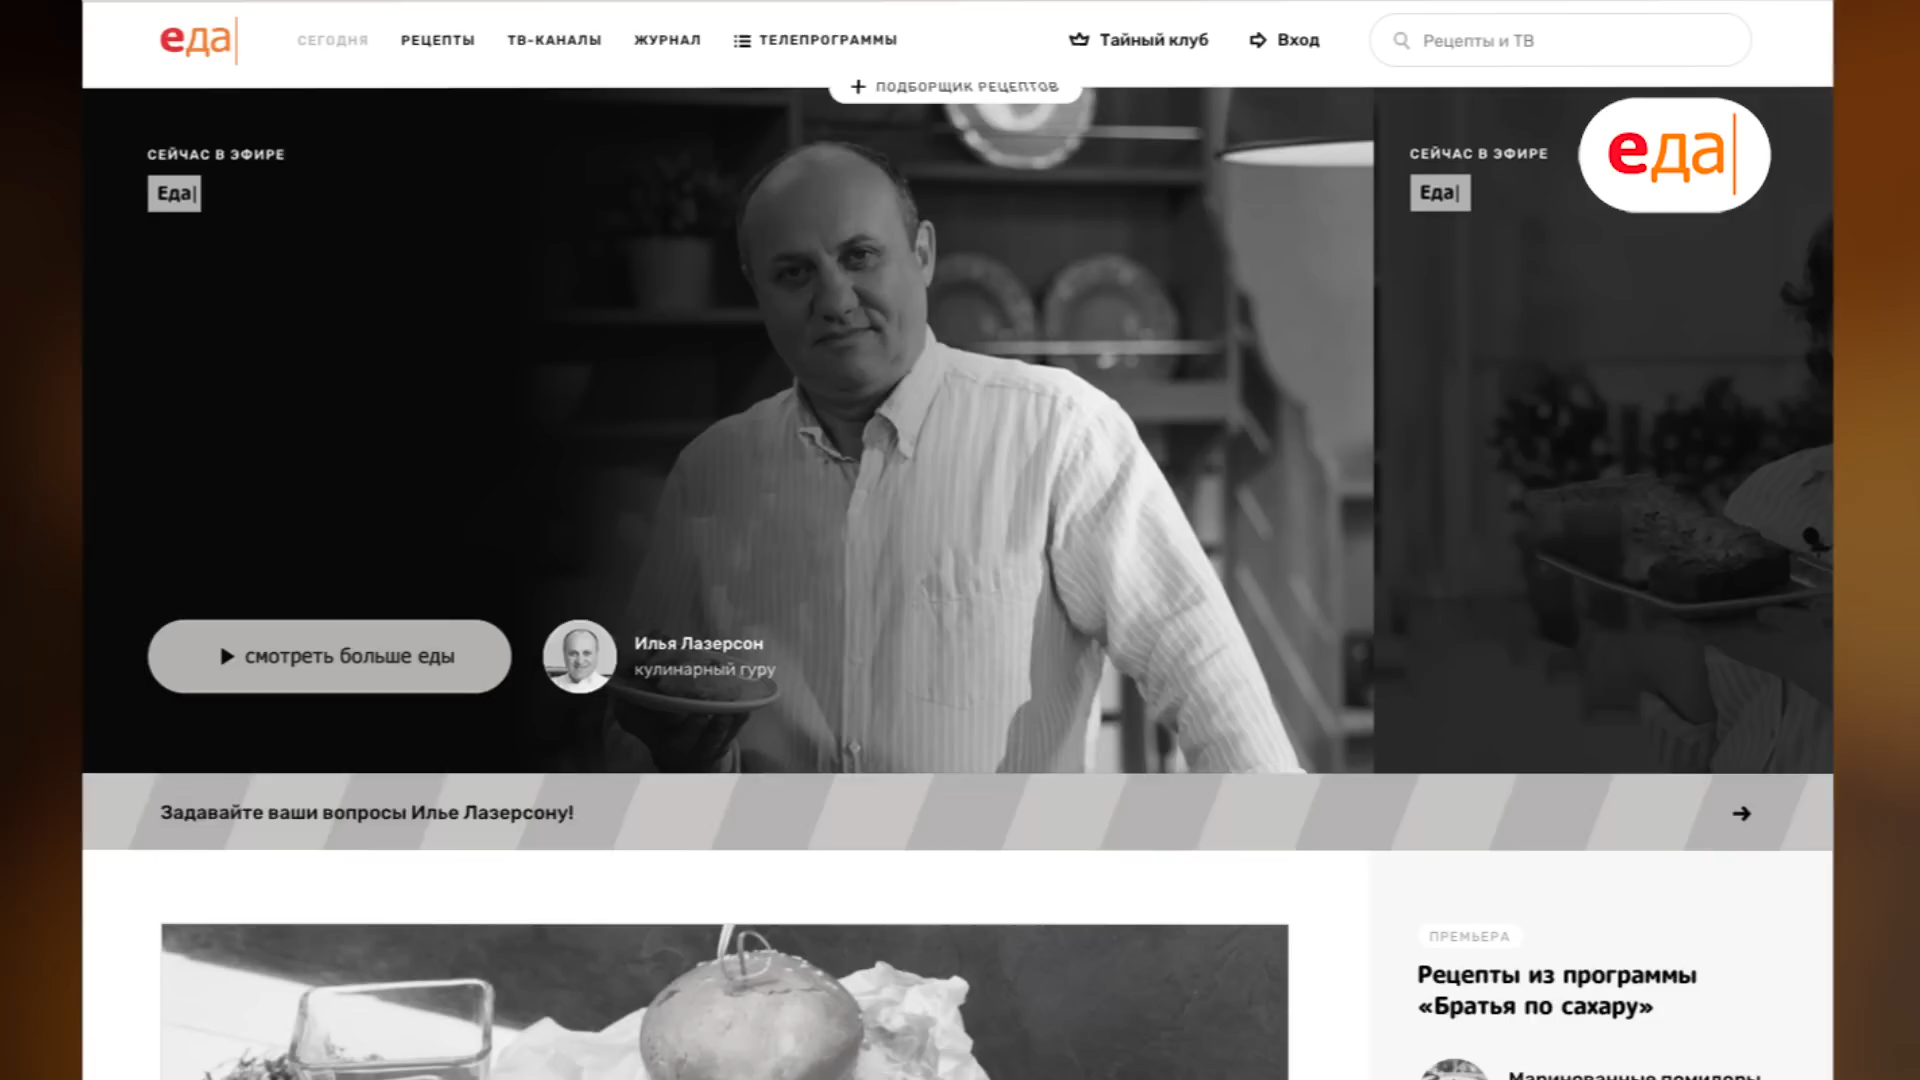 еда|
СЕГОДНЯ
РЕЦЕПТЫ
ТВ-КАНАЛЫ
ЖУРНАЛ
ТЕЛЕПРОГРАММЫ
Тайный клуб
Вход
Рецепты и ТВ
+ ПОДБОРЩИК РЕЦЕПТОВ
СЕЙЧАС В ЭФИРЕ
Еда|
СЕЙЧАС В ЭФИРЕ
Еда|
еда|
смотреть больше еды
Илья Лазерсон
кулинарный гуру
Задавайте ваши вопросы Илье Лазерсону!
ПРЕМЬЕРА
Рецепты из программы
«Братья по сахару»
Маринованные помидоры